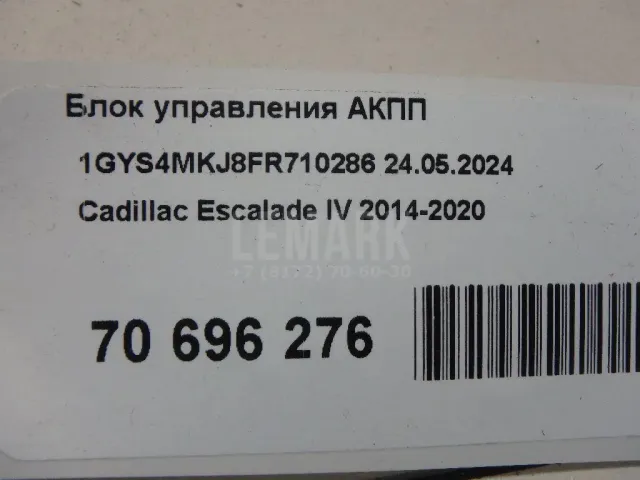 Блок управления АКПП
1GYS4MKJ8FR710286 24.05.2024
Cadillac Escalade IV 2014-2020
LEMARK
+7 (8172) 70-60-30
70 696 276